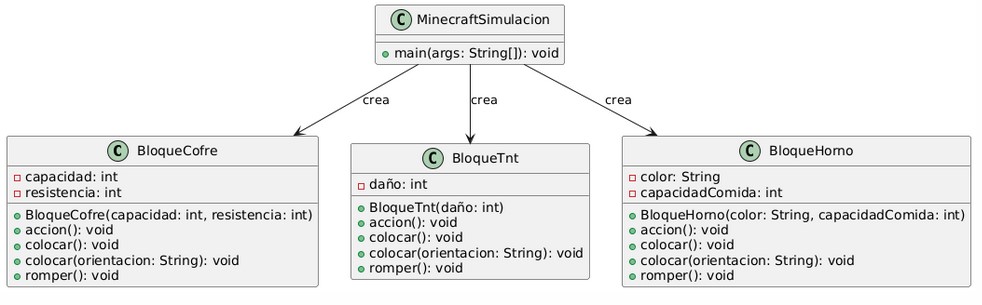 C MinecraftSimulacion
main(args: String[]): void
crea
crea
crea
C BloqueCofre
capacidad: int
resistencia: int
BloqueCofre(capacidad: int, resistencia: int)
accion(): void
colocar(): void
colocar(orientacion: String): void
romper(): void
C BloqueTnt
daño: int
BloqueTnt(daño: int)
accion(): void
colocar(): void
colocar(orientacion: String): void
romper(): void
C BloqueHorno
color: String
capacidadComida: int
BloqueHorno(color: String, capacidadComida: int)
accion(): void
colocar(): void
colocar(orientacion: String): void
romper(): void